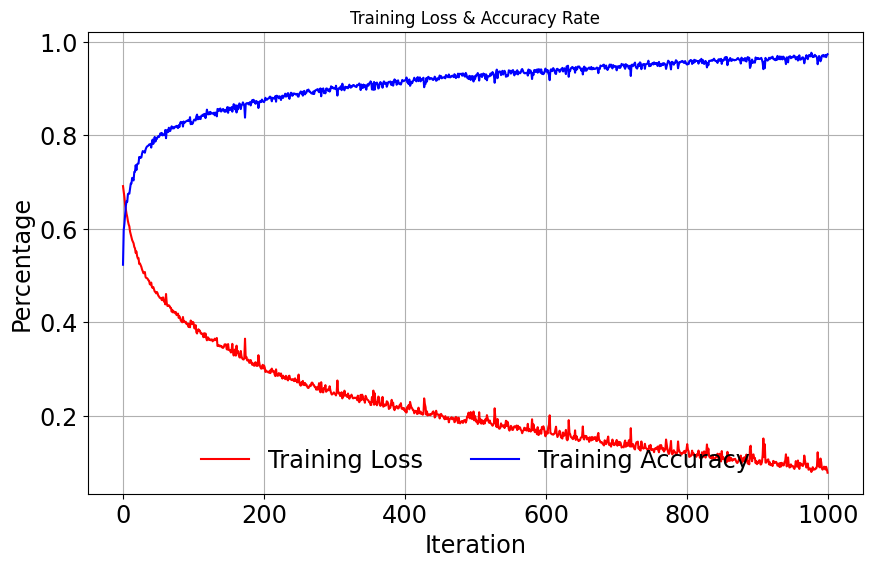 Training Loss & Accuracy Rate
1.0
0.8
0.6
0.4
0.2
Percentage
Training Loss Training Accuracy
0 200 400 600 800 1000
Iteration